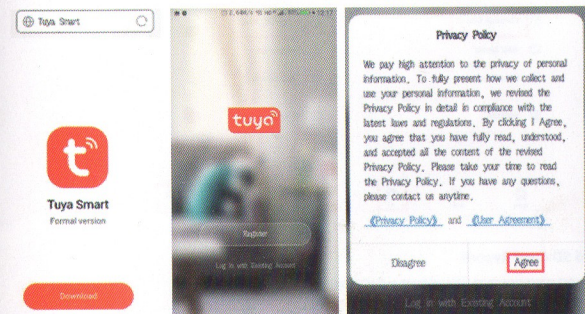 Tuya Smart
Tuya Smart
Formal version
Download
tuya
Register
Log in with Existing Account
Privacy Policy
We pay high attention to the privacy of personal
information. To fully present how we collect and
use your personal information, we revised the
Privacy Policy in detail in compliance with the
latest laws and regulations. By clicking I Agree,
you agree that you have fully read, understood,
and accepted all the content of the revised
Privacy Policy. Please take your time to read
the Privacy Policy. If you have any questions,
please contact us anytime.
《Privacy Policy》 and 《User Agreement》
Disagree Agree
Log in with Existing Account